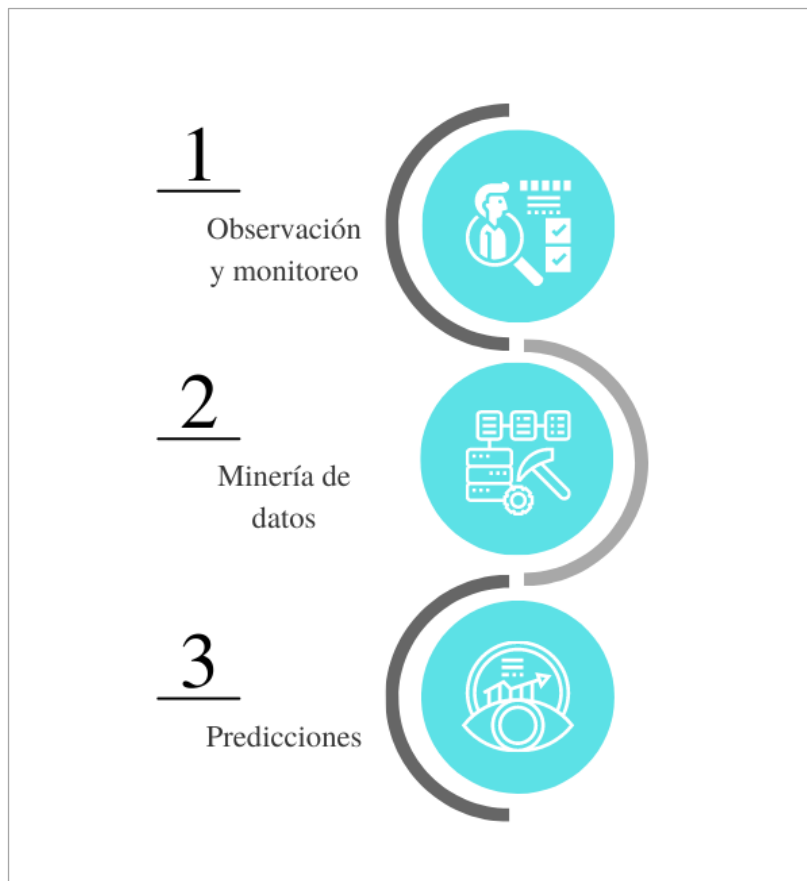 1
Observación
y monitoreo
2
Minería de
datos
3
Predicciones